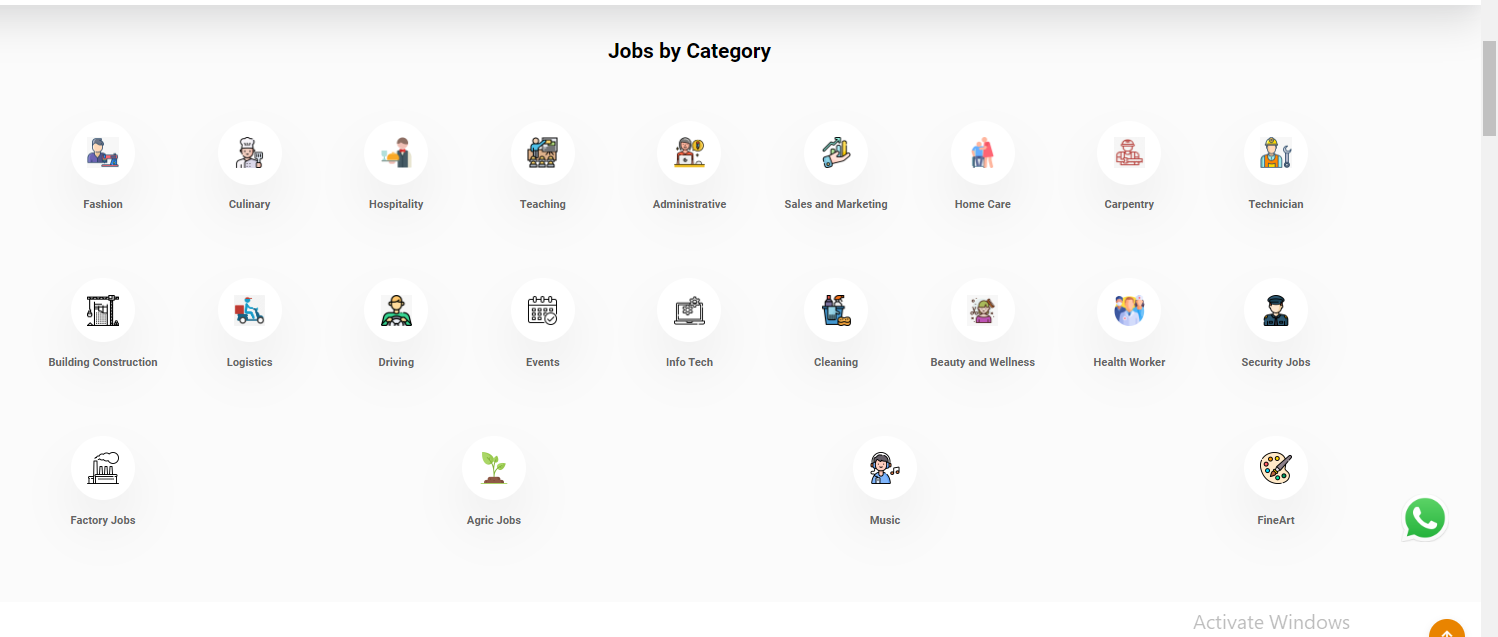 Jobs by Category
Fashion
Culinary
Hospitality
Teaching
Administrative
Sales and Marketing
Home Care
Carpentry
Technician
Building Construction
Logistics
Driving
Events
Info Tech
Cleaning
Beauty and Wellness
Health Worker
Security Jobs
Factory Jobs
Agric Jobs
Music
FineArt
Activate Windows